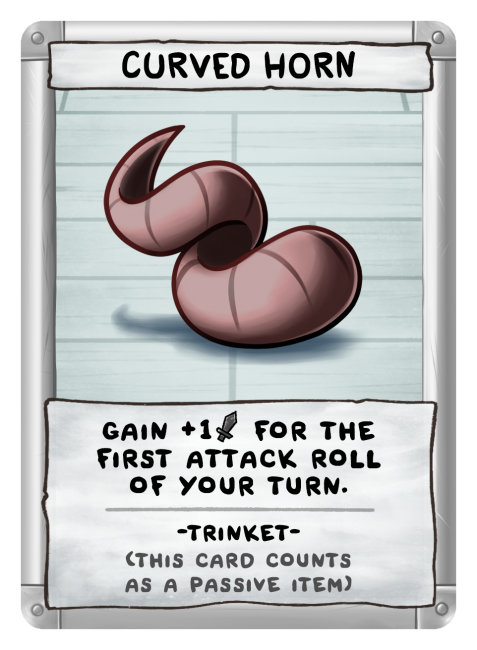 CURVED HORN
GAIN +1 FOR THE
FIRST ATTACK ROLL
OF YOUR TURN.
-TRINKET-
(THIS CARD COUNTS
AS A PASSIVE ITEM)